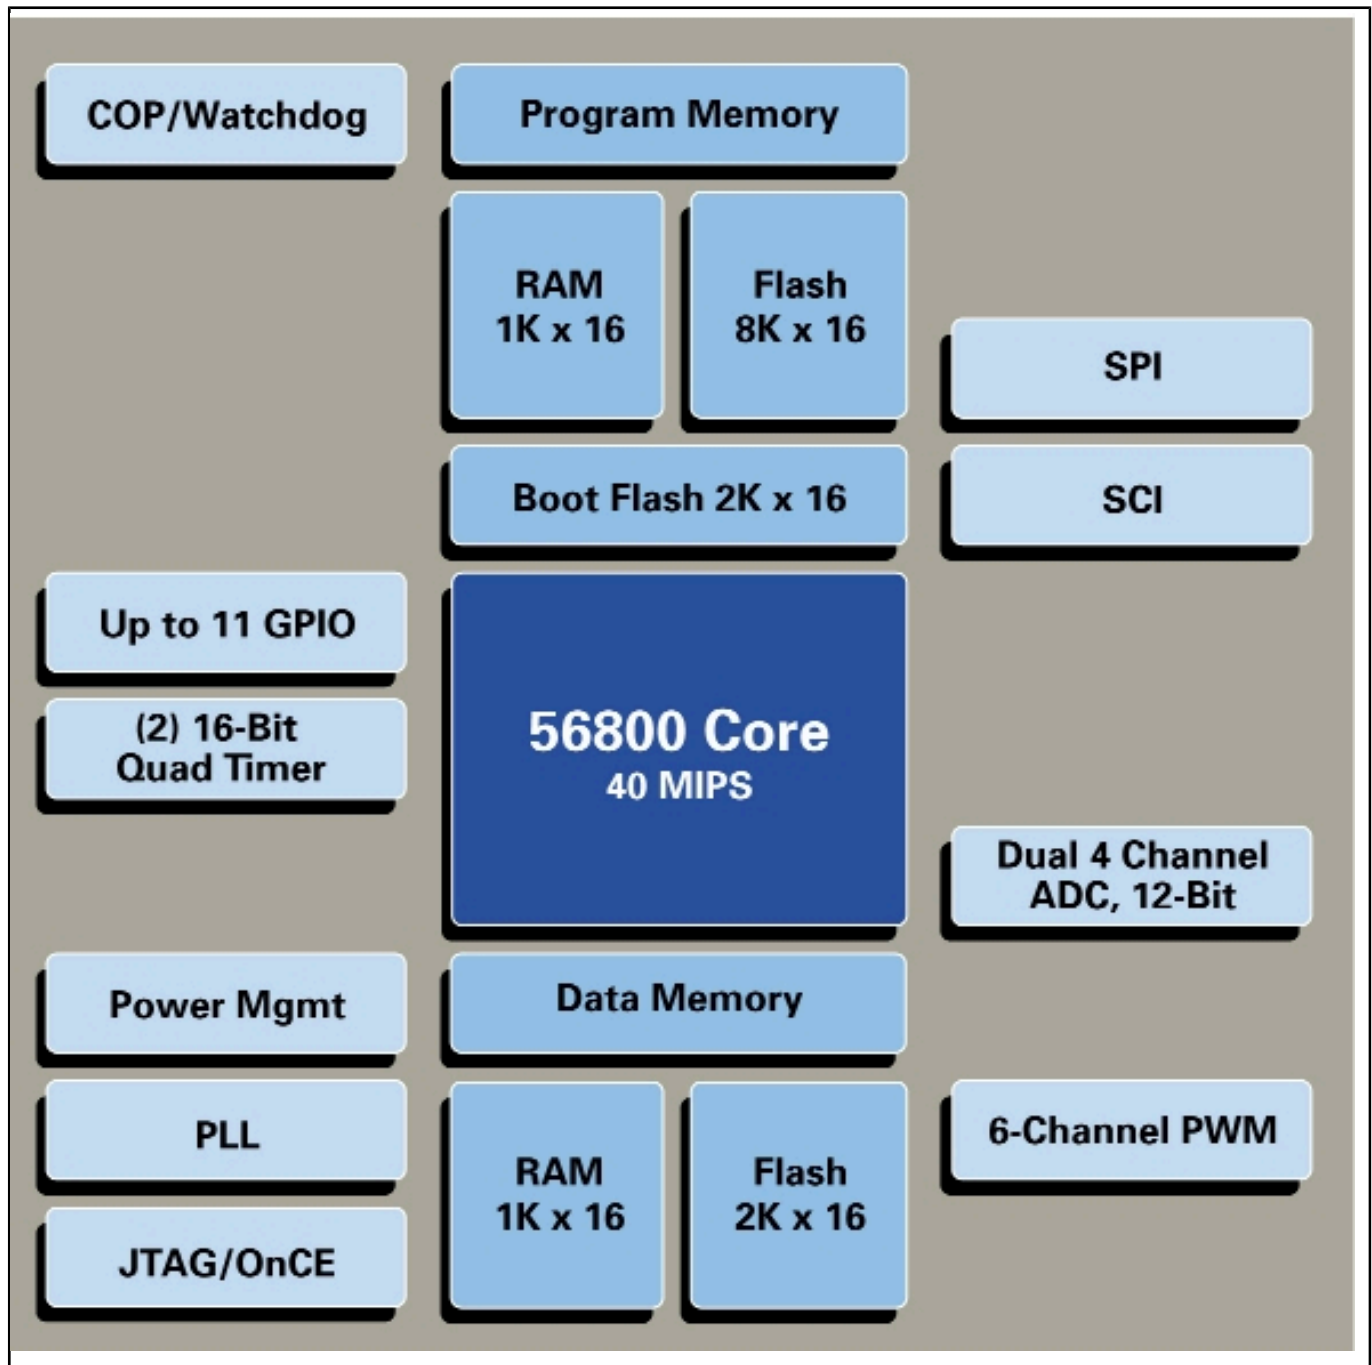 COP/Watchdog
Program Memory
RAM
1K x 16
Flash
8K x 16
SPI
Boot Flash 2K x 16
SCI
Up to 11 GPIO
(2) 16-Bit
Quad Timer
56800 Core
40 MIPS
Dual 4 Channel
ADC, 12-Bit
Power Mgmt
Data Memory
PLL
RAM
1K x 16
Flash
2K x 16
6-Channel PWM
JTAG/OnCE